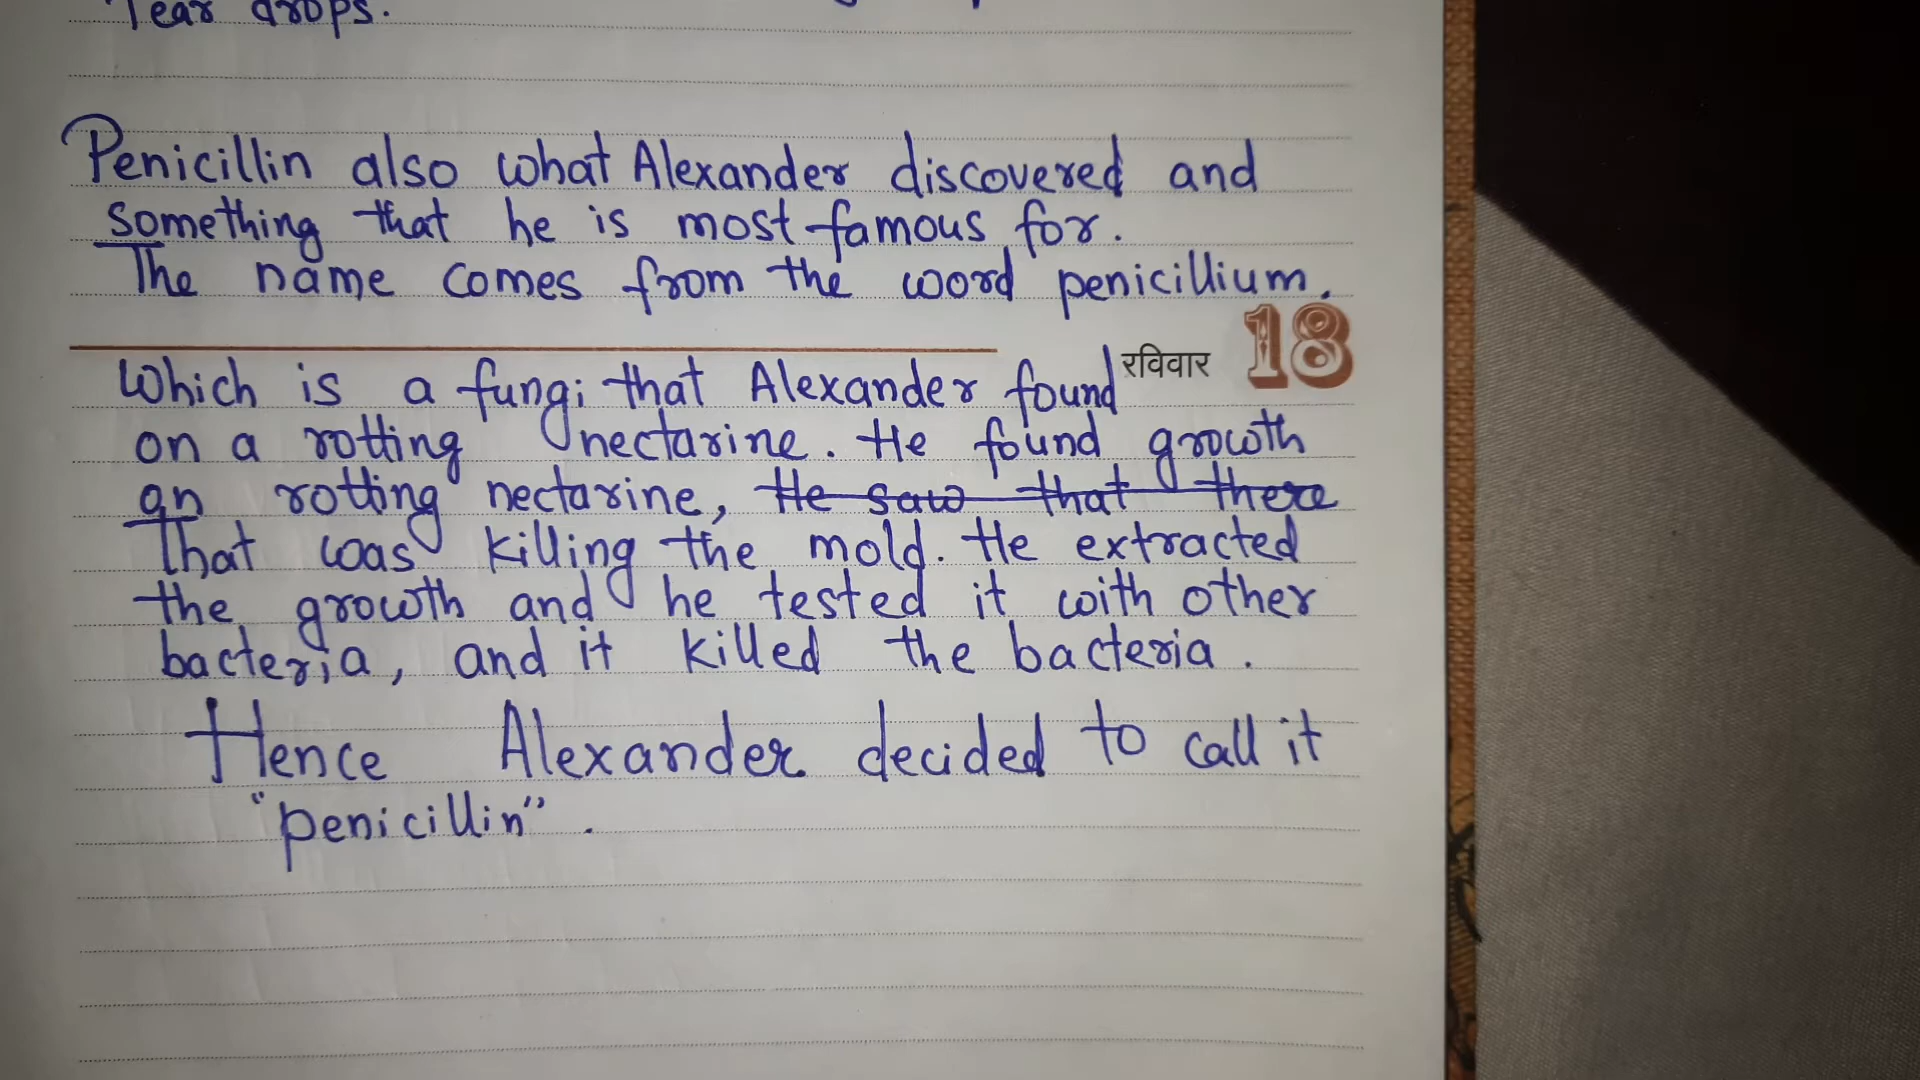 Tear drops.
Penicillin also what Alexander discovered and
something that he is most famous for.
The name comes from the word penicillium.
रविवार 18
Which is a fungi that Alexander found
on a rotting nectarine. He found growth
on rotting nectarine, He saw that there
That was killing the mold. He extracted
the growth and he tested it with other
bacteria, and it killed the bacteria.
Hence Alexander decided to call it
"penicillin".